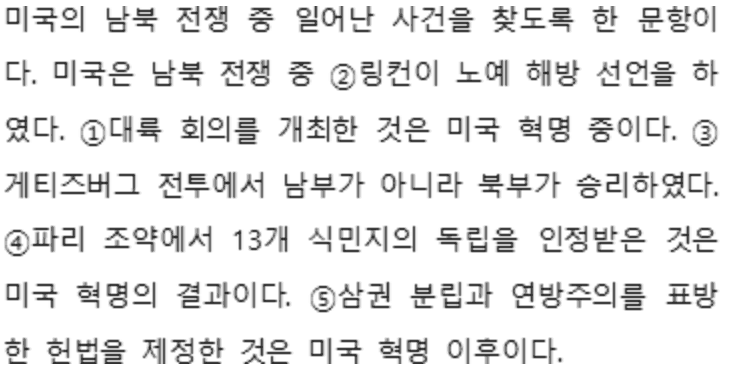 미국의 남북 전쟁 중 일어난 사건을 찾도록 한 문항이
다. 미국은 남북 전쟁 중 ②링컨이 노예 해방 선언을 하
였다. ①대륙 회의를 개최한 것은 미국 혁명 중이다. ③
게티즈버그 전투에서 남부가 아니라 북부가 승리하였다.
④파리 조약에서 13개 식민지의 독립을 인정받은 것은
미국 혁명의 결과이다. ⑤삼권 분립과 연방주의를 표방
한 헌법을 제정한 것은 미국 혁명 이후이다.